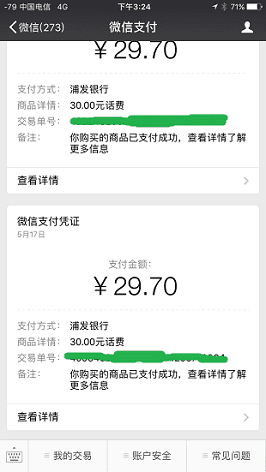 -79 中国电信 4G 下午3:24 71%
微信(273) 微信支付
¥29.70
支付方式： 浦发银行
商品详情： 30.00元话费
交易单号：
备注： 你购买的商品已支付成功，查看详情了解
更多信息
查看详情
微信支付凭证
5月17日
支付金额：
¥29.70
支付方式： 浦发银行
商品详情： 30.00元话费
交易单号：
备注： 你购买的商品已支付成功，查看详情了解
更多信息
查看详情
我的交易 账户安全 常见问题